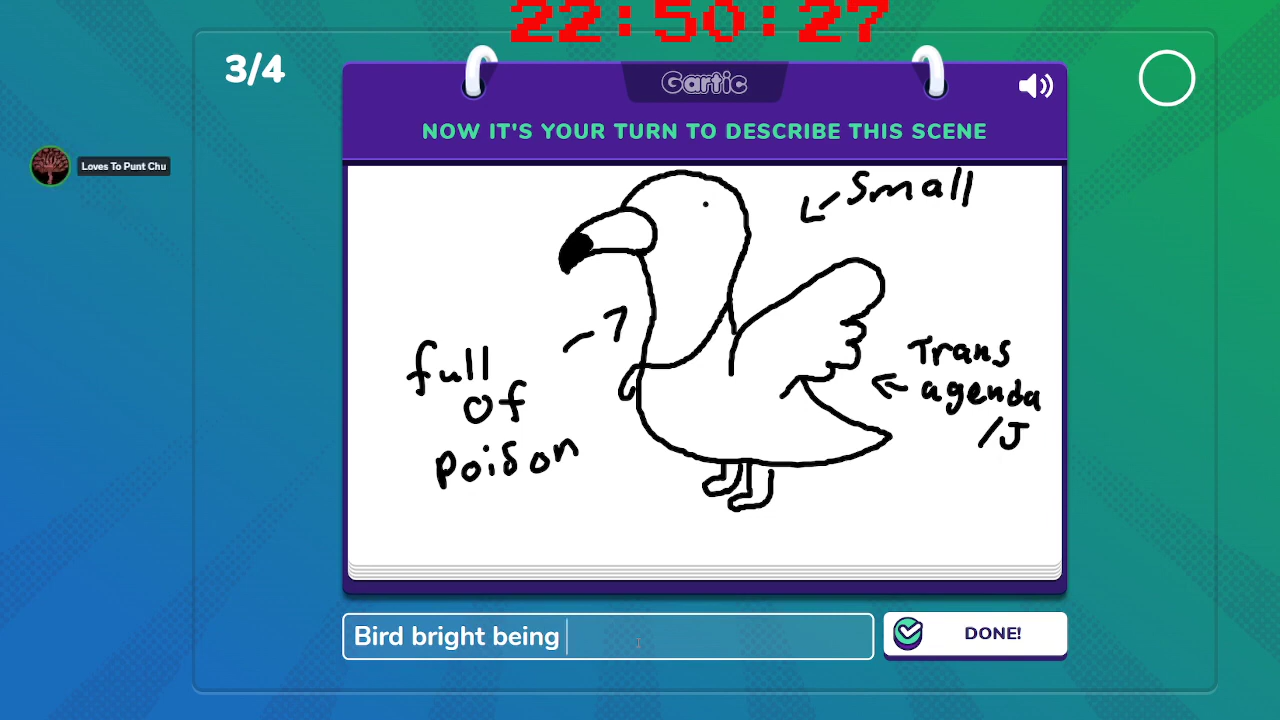 22:50:27
3/4
Gartic
NOW IT'S YOUR TURN TO DESCRIBE THIS SCENE
Loves To Punt Chu
Small
full
of
poison
Trans
agenda
/J
Bird bright being
DONE!